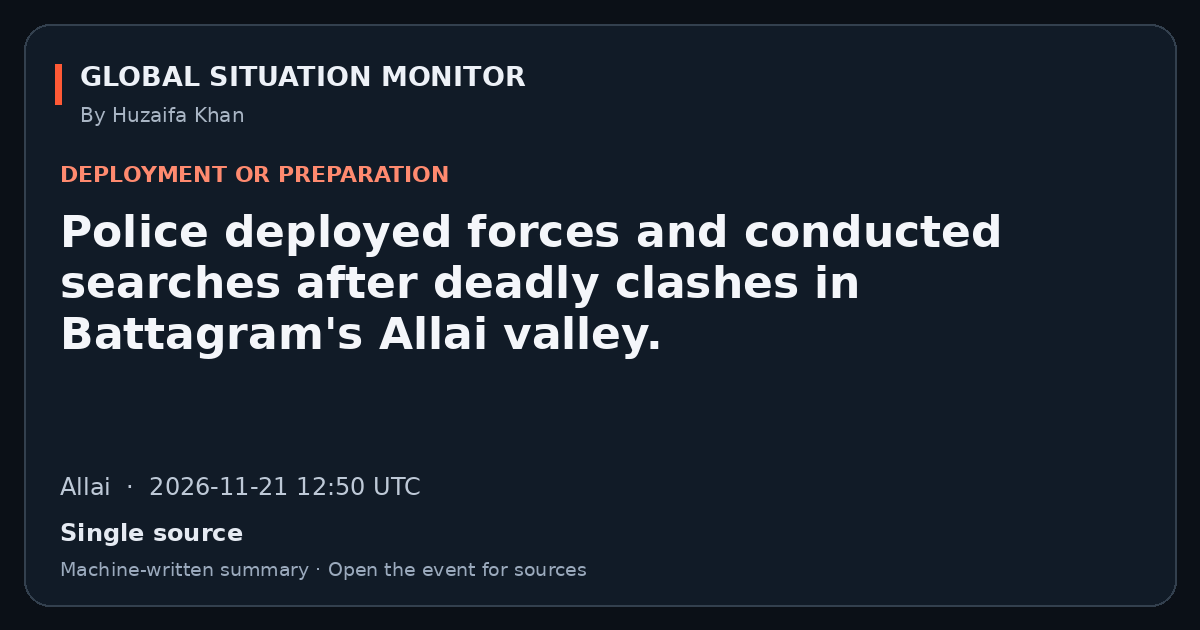 GLOBAL SITUATION MONITOR
By Huzaifa Khan
DEPLOYMENT OR PREPARATION
Police deployed forces and conducted
searches after deadly clashes in
Battagram's Allai valley.
Allai · 2026-11-21 12:50 UTC
Single source
Machine-written summary · Open the event for sources